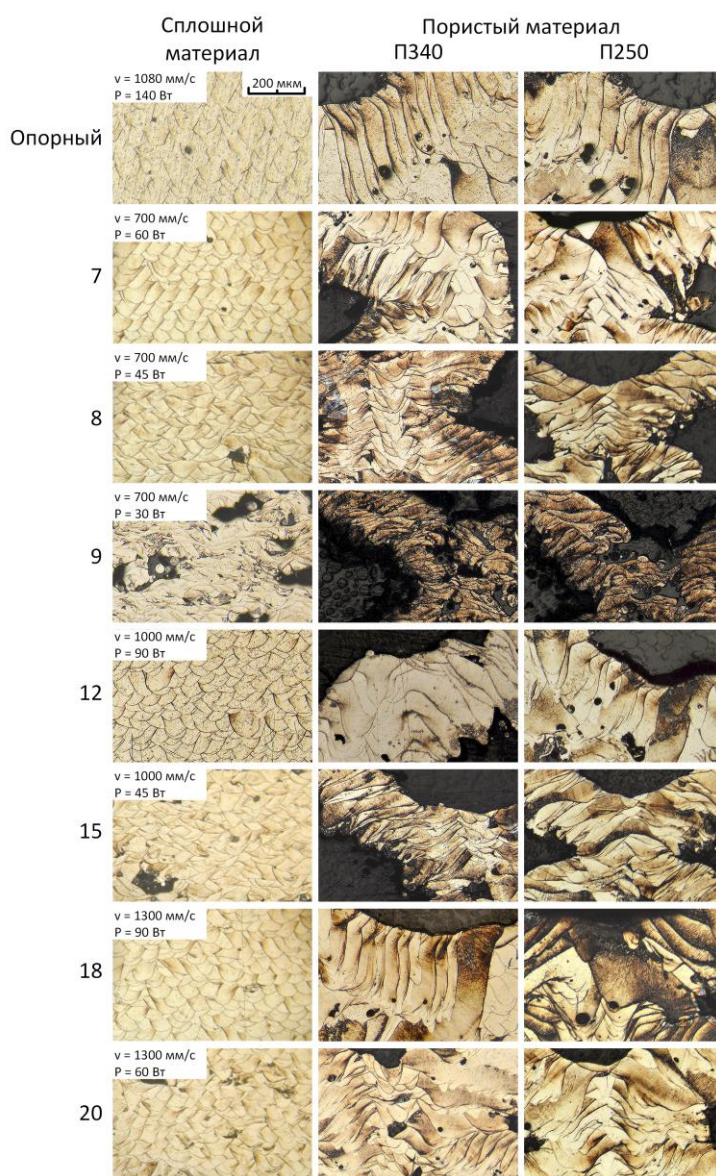 Сплошной
материал
Пористый материал
П340
П250
Опорный
v = 1080 мм/с
P = 140 Вт
200 мкм
7
v = 700 мм/с
P = 60 Вт
8
v = 700 мм/с
P = 45 Вт
9
v = 700 мм/с
P = 30 Вт
12
v = 1000 мм/с
P = 90 Вт
15
v = 1000 мм/с
P = 45 Вт
18
v = 1300 мм/с
P = 90 Вт
20
v = 1300 мм/с
P = 60 Вт